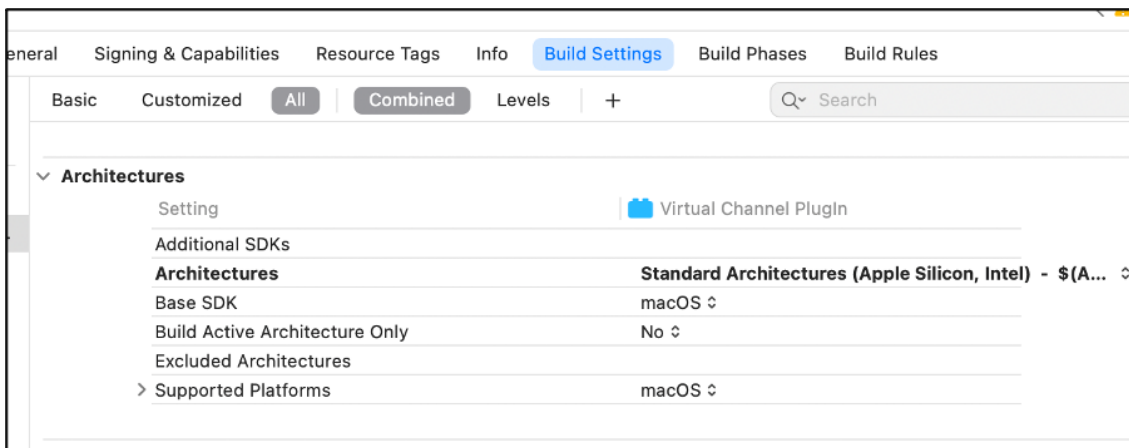 eneral Signing & Capabilities Resource Tags Info Build Settings Build Phases Build Rules
Basic Customized All Combined Levels + Search
Architectures
Setting Virtual Channel PlugIn
Additional SDKs
Architectures Standard Architectures (Apple Silicon, Intel) - $(A...
Base SDK macOS
Build Active Architecture Only No
Excluded Architectures
Supported Platforms macOS